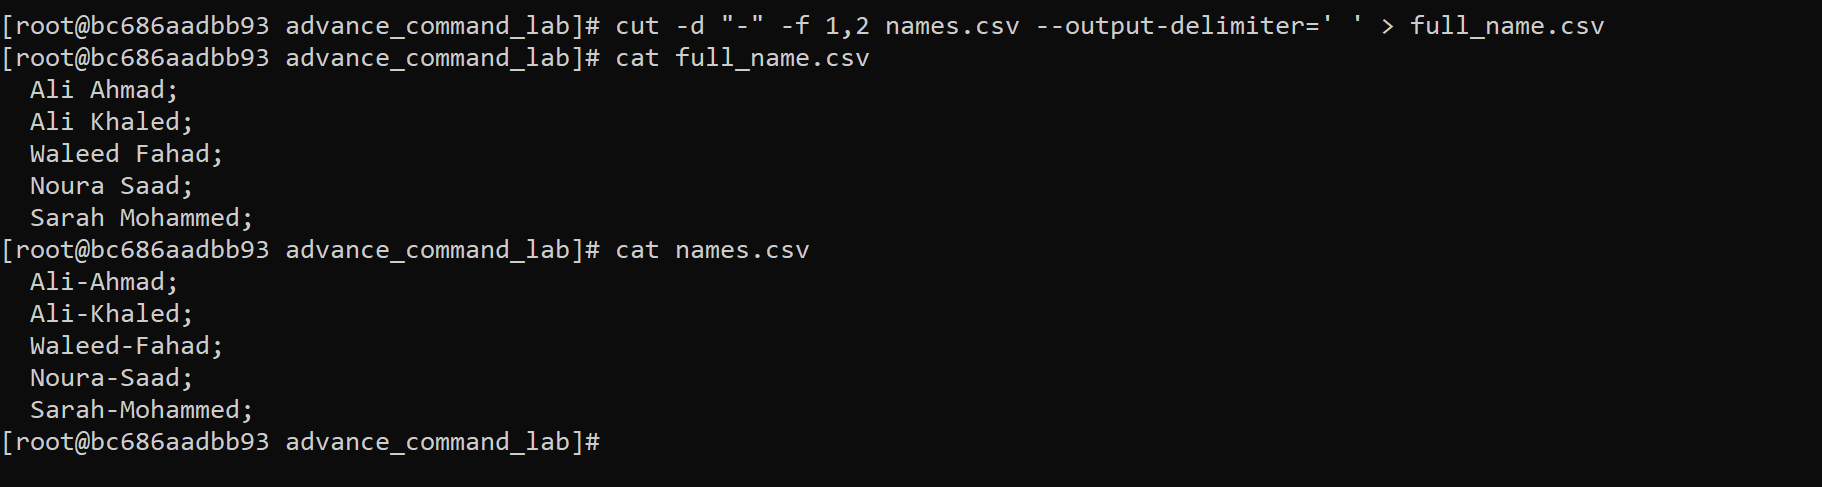 [root@bc686aadbb93 advance_command_lab]# cut -d "-" -f 1,2 names.csv --output-delimiter=' ' > full_name.csv
[root@bc686aadbb93 advance_command_lab]# cat full_name.csv
  Ali Ahmad;
  Ali Khaled;
  Waleed Fahad;
  Noura Saad;
  Sarah Mohammed;
[root@bc686aadbb93 advance_command_lab]# cat names.csv
  Ali-Ahmad;
  Ali-Khaled;
  Waleed-Fahad;
  Noura-Saad;
  Sarah-Mohammed;
[root@bc686aadbb93 advance_command_lab]#